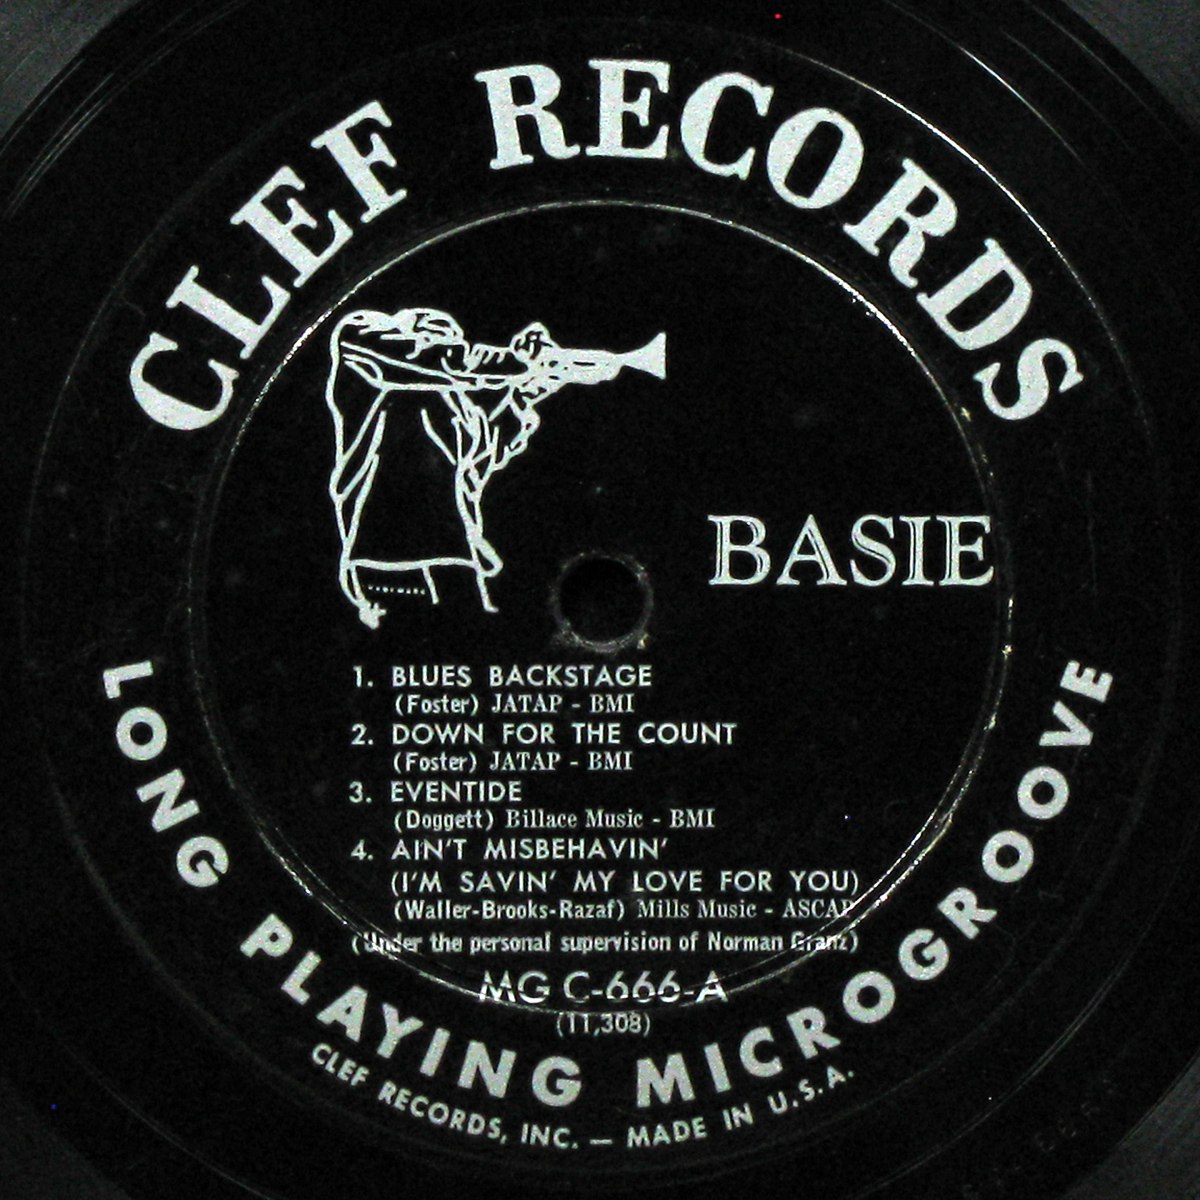 CLEF RECORDS
BASIE
1. BLUES BACKSTAGE
(Foster) JATAP - BMI
2. DOWN FOR THE COUNT
(Foster) JATAP - BMI
3. EVENTIDE
(Doggett) Billace Music - BMI
4. AIN'T MISBEHAVIN'
(I'M SAVIN' MY LOVE FOR YOU)
(Waller-Brooks-Razaf) Mills Music - ASCAP
(Under the personal supervision of Norman Granz)
MG C-666-A
(11,308)
LONG PLAYING MICROGROOVE
CLEF RECORDS, INC. — MADE IN U.S.A.